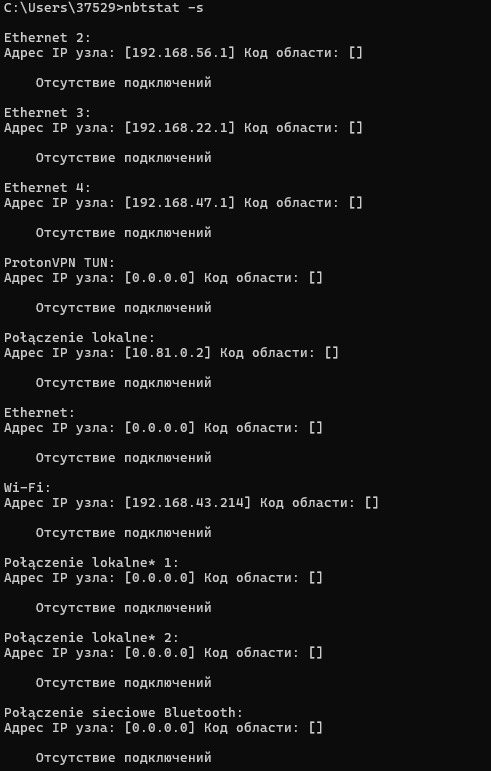 C:\Users\37529>nbtstat -s
Ethernet 2:
Адрес IP узла: [192.168.56.1] Код области: []
Отсутствие подключений
Ethernet 3:
Адрес IP узла: [192.168.22.1] Код области: []
Отсутствие подключений
Ethernet 4:
Адрес IP узла: [192.168.47.1] Код области: []
Отсутствие подключений
ProtonVPN TUN:
Адрес IP узла: [0.0.0.0] Код области: []
Отсутствие подключений
Połączenie lokalne:
Адрес IP узла: [10.81.0.2] Код области: []
Отсутствие подключений
Ethernet:
Адрес IP узла: [0.0.0.0] Код области: []
Отсутствие подключений
Wi-Fi:
Адрес IP узла: [192.168.43.214] Код области: []
Отсутствие подключений
Połączenie lokalne* 1:
Адрес IP узла: [0.0.0.0] Код области: []
Отсутствие подключений
Połączenie lokalne* 2:
Адрес IP узла: [0.0.0.0] Код области: []
Отсутствие подключений
Połączenie sieciowe Bluetooth:
Адрес IP узла: [0.0.0.0] Код области: []
Отсутствие подключений